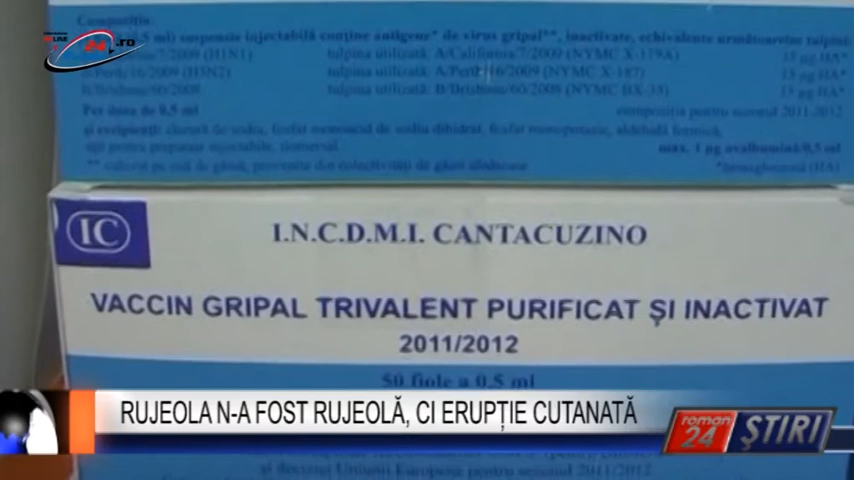 ONLINE 24.ro
Compoziția:
0,5 ml) suspensie injectabilă conține antigene* de virus gripal**, inactivate, echivalente următoarelor tulpini
7/2009 (H1N1) tulpina utilizată: A/California/7/2009 (NYMC X-179A) 15 µg HA*
16/2009 (H3N2) tulpina utilizată: A/Perth/16/2009 (NYMC X-187) 15 µg HA*
B/Brisbane/60/2008 tulpina utilizată: B/Brisbane/60/2008 (NYMC BX-35) 15 µg HA*
Per doza de 0,5 ml compoziția pentru sezonul 2011-2012
și excipienți: clorură de sodiu, fosfat monosodic de sodiu dihidrat, fosfat monopotasic, aldehidă formică,
apă pentru preparate injectabile, tiomersal. max. 1 µg ovalbumină/0,5 ml
** cultivat pe ouă de găină, provenite din colectivități de găini sănătoase *hemaglutinină (HA)
IC I.N.C.D.M.I. CANTACUZINO
VACCIN GRIPAL TRIVALENT PURIFICAT ȘI INACTIVAT
2011/2012
50 fiole a 0,5 ml
RUJEOLA N-A FOST RUJEOLĂ, CI ERUPȚIE CUTANATĂ
roman 24 ȘTIRI
și deciziei Uniunii Europene pentru sezonul 2011/2012